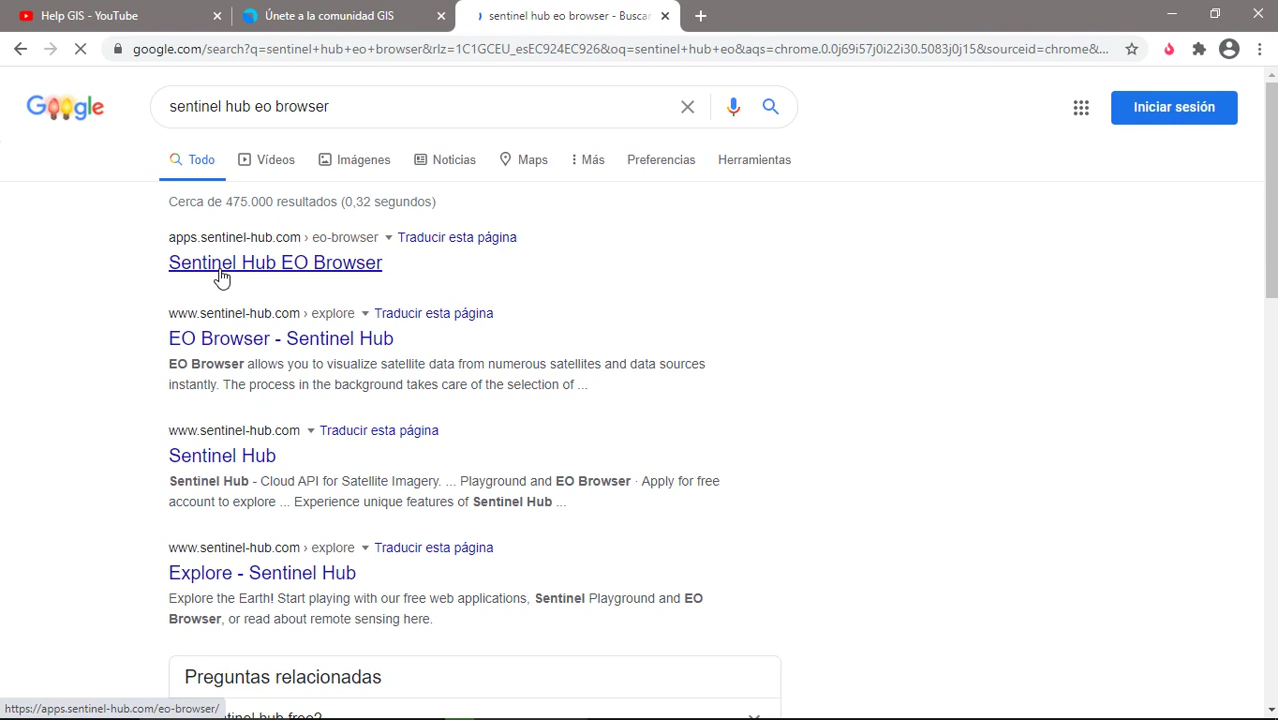 Help GIS - YouTube
Únete a la comunidad GIS
sentinel hub eo browser - Buscar
google.com/search?q=sentinel+hub+eo+browser&rlz=1C1GCEU_esEC924EC926&oq=sentinel+hub+eo&aqs=chrome.0.0j69i57j0i22i30.5083j0j15&sourceid=chrome&...
Google
sentinel hub eo browser
Iniciar sesión
Todo
Vídeos
Imágenes
Noticias
Maps
Más
Preferencias
Herramientas
Cerca de 475.000 resultados (0,32 segundos)
apps.sentinel-hub.com › eo-browser Traducir esta página
Sentinel Hub EO Browser
www.sentinel-hub.com › explore Traducir esta página
EO Browser - Sentinel Hub
EO Browser allows you to visualize satellite data from numerous satellites and data sources
instantly. The process in the background takes care of the selection of ...
www.sentinel-hub.com Traducir esta página
Sentinel Hub
Sentinel Hub - Cloud API for Satellite Imagery. ... Playground and EO Browser · Apply for free
account to explore ... Experience unique features of Sentinel Hub ...
www.sentinel-hub.com › explore Traducir esta página
Explore - Sentinel Hub
Explore the Earth! Start playing with our free web applications, Sentinel Playground and EO
Browser, or read about remote sensing here.
Preguntas relacionadas
https://apps.sentinel-hub.com/eo-browser/
hub free?